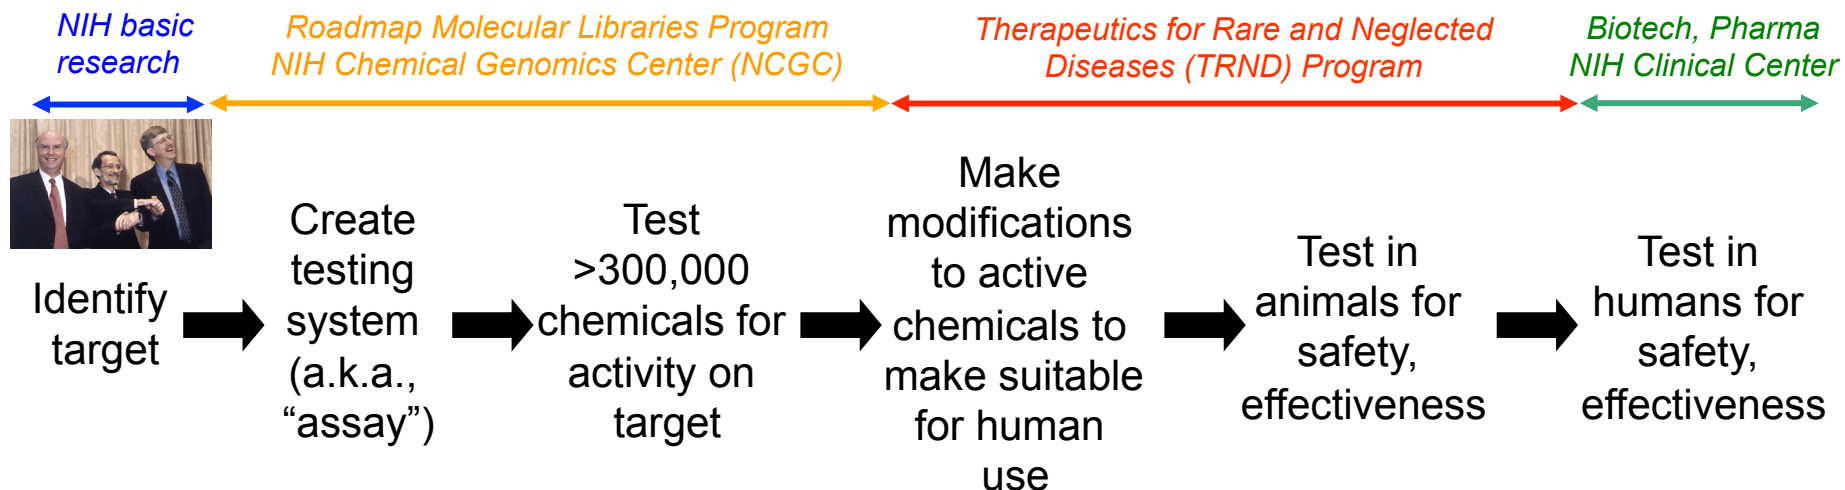 NIH basic
research
Roadmap Molecular Libraries Program
NIH Chemical Genomics Center (NCGC)
Therapeutics for Rare and Neglected
Diseases (TRND) Program
Biotech, Pharma
NIH Clinical Center
Identify
target
Create
testing
system
(a.k.a.,
“assay”)
Test
>300,000
chemicals for
activity on
target
Make
modifications
to active
chemicals to
make suitable
for human
use
Test in
animals for
safety,
effectiveness
Test in
humans for
safety,
effectiveness